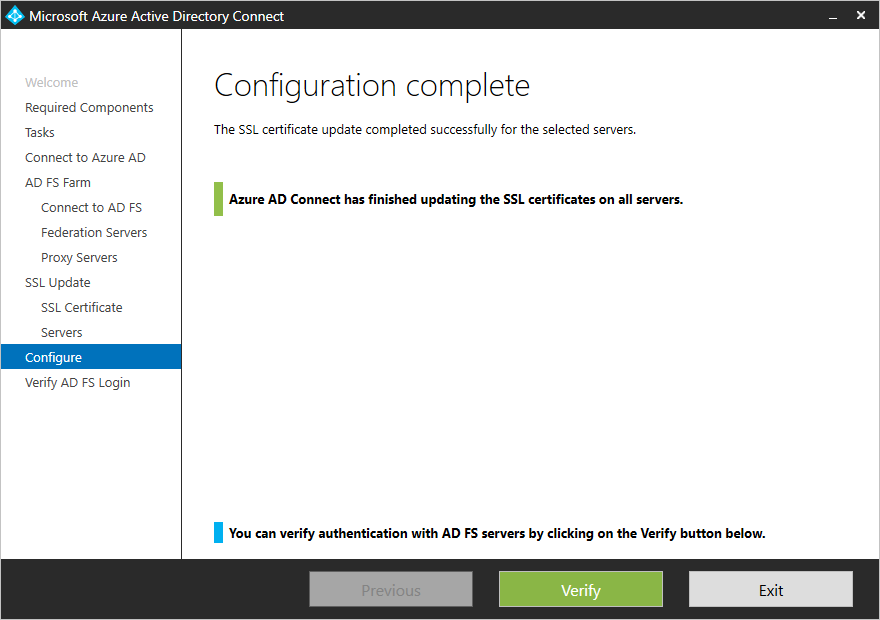 Microsoft Azure Active Directory Connect
Welcome
Required Components
Tasks
Connect to Azure AD
AD FS Farm
Connect to AD FS
Federation Servers
Proxy Servers
SSL Update
SSL Certificate
Servers
Configure
Verify AD FS Login
Configuration complete
The SSL certificate update completed successfully for the selected servers.
Azure AD Connect has finished updating the SSL certificates on all servers.
You can verify authentication with AD FS servers by clicking on the Verify button below.
Previous
Verify
Exit